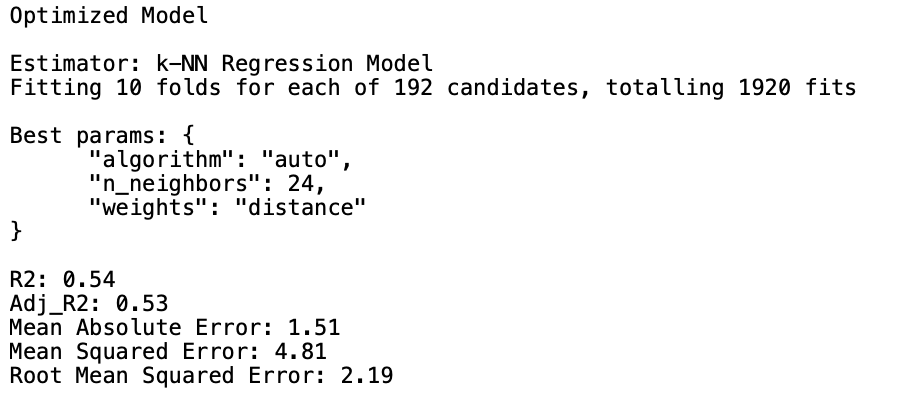 Optimized Model
Estimator: k-NN Regression Model
Fitting 10 folds for each of 192 candidates, totalling 1920 fits
Best params: {
"algorithm": "auto",
"n_neighbors": 24,
"weights": "distance"
}
R2: 0.54
Adj_R2: 0.53
Mean Absolute Error: 1.51
Mean Squared Error: 4.81
Root Mean Squared Error: 2.19